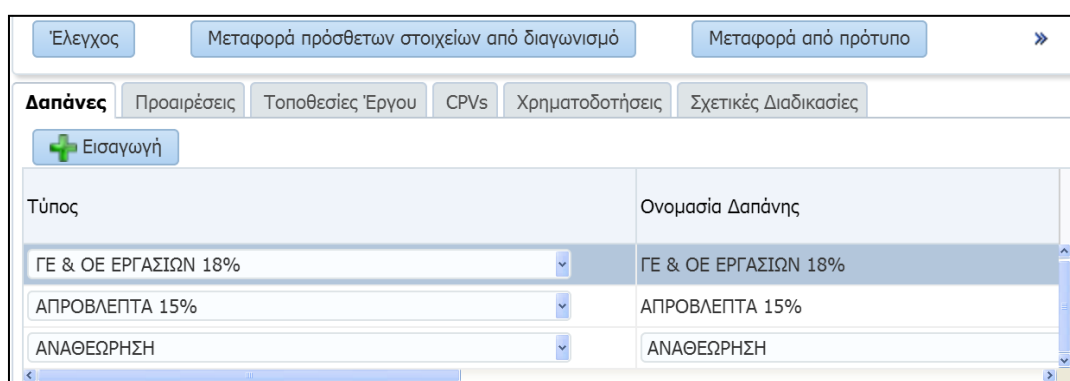 Έλεγχος Μεταφορά πρόσθετων στοιχείων από διαγωνισμό Μεταφορά από πρότυπο »
Δαπάνες Προαιρέσεις Τοποθεσίες Έργου CPVs Χρηματοδοτήσεις Σχετικές Διαδικασίες
Εισαγωγή
Τύπος Ονομασία Δαπάνης
ΓΕ & ΟΕ ΕΡΓΑΣΙΩΝ 18% ΓΕ & ΟΕ ΕΡΓΑΣΙΩΝ 18%
ΑΠΡΟΒΛΕΠΤΑ 15% ΑΠΡΟΒΛΕΠΤΑ 15%
ΑΝΑΘΕΩΡΗΣΗ ΑΝΑΘΕΩΡΗΣΗ